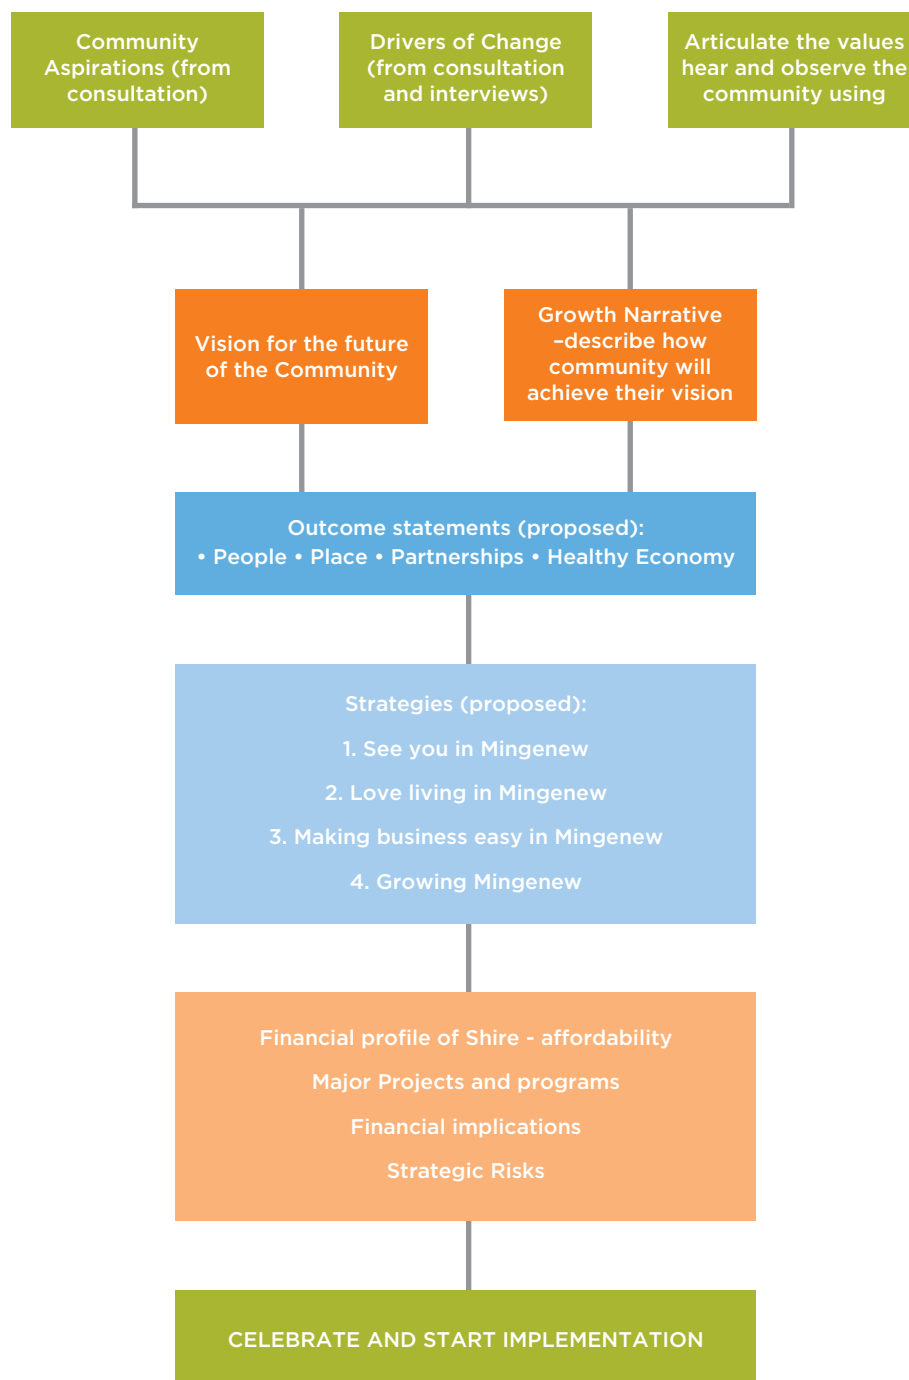 Community
Aspirations (from
consultation)
Drivers of Change
(from consultation
and interviews)
Articulate the values
hear and observe the
community using
Vision for the future
of the Community
Growth Narrative
–describe how
community will
achieve their vision
Outcome statements (proposed):
• People • Place • Partnerships • Healthy Economy
Strategies (proposed):
1. See you in Mingenew
2. Love living in Mingenew
3. Making business easy in Mingenew
4. Growing Mingenew
Financial profile of Shire - affordability
Major Projects and programs
Financial implications
Strategic Risks
CELEBRATE AND START IMPLEMENTATION